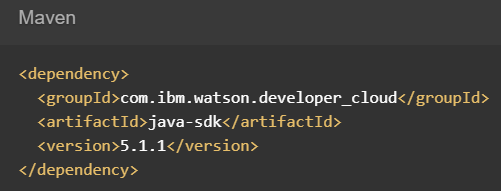 Maven
<dependency>
  <groupId>com.ibm.watson.developer_cloud</groupId>
  <artifactId>java-sdk</artifactId>
  <version>5.1.1</version>
</dependency>